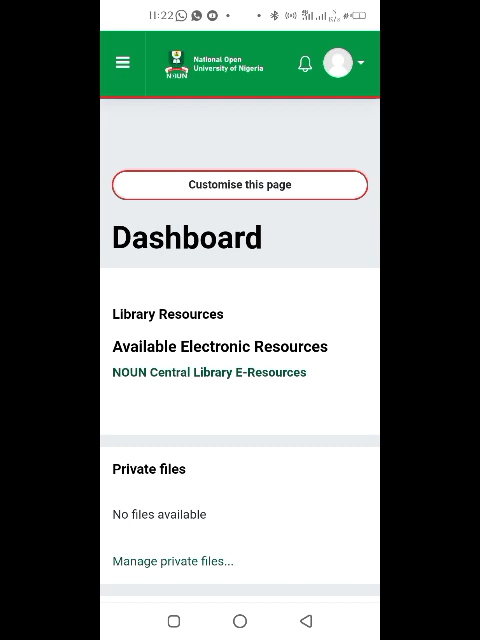 11:22
National Open
University of Nigeria
NOUN
Customise this page
Dashboard
Library Resources
Available Electronic Resources
NOUN Central Library E-Resources
Private files
No files available
Manage private files...